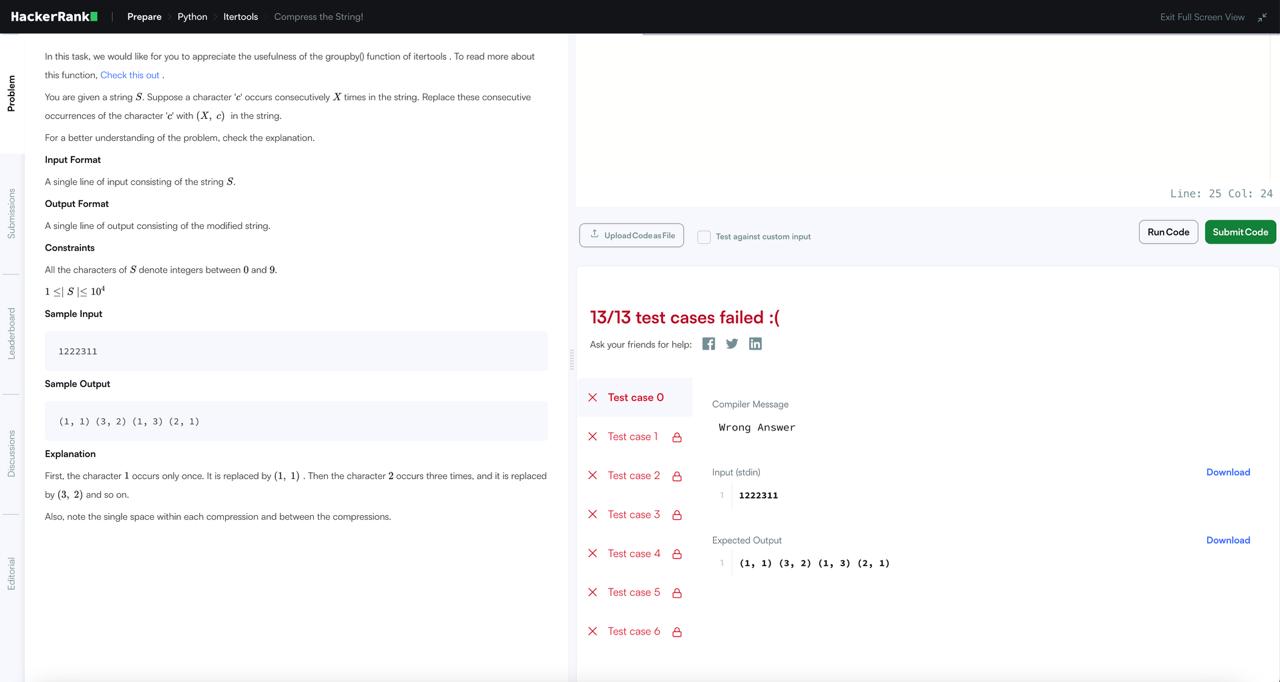 HackerRank | Prepare > Python > Itertools > Compress the String! Exit Full Screen View
Problem
Submissions
Leaderboard
Discussions
Editorial
In this task, we would like for you to appreciate the usefulness of the groupby() function of itertools . To read more about
this function, Check this out .
You are given a string S. Suppose a character 'c' occurs consecutively X times in the string. Replace these consecutive
occurrences of the character 'c' with (X, c) in the string.
For a better understanding of the problem, check the explanation.
Input Format
A single line of input consisting of the string S.
Output Format
A single line of output consisting of the modified string.
Constraints
All the characters of S denote integers between 0 and 9.
1 ≤| S |≤ 10⁴
Sample Input
1222311
Sample Output
(1, 1) (3, 2) (1, 3) (2, 1)
Explanation
First, the character 1 occurs only once. It is replaced by (1, 1) . Then the character 2 occurs three times, and it is replaced
by (3, 2) and so on.
Also, note the single space within each compression and between the compressions.
Line: 25 Col: 24
Upload Code as File
Test against custom input
Run Code
Submit Code
13/13 test cases failed :(
Ask your friends for help:
Test case 0
Test case 1
Test case 2
Test case 3
Test case 4
Test case 5
Test case 6
Compiler Message
Wrong Answer
Input (stdin) Download
1 1222311
Expected Output Download
1 (1, 1) (3, 2) (1, 3) (2, 1)